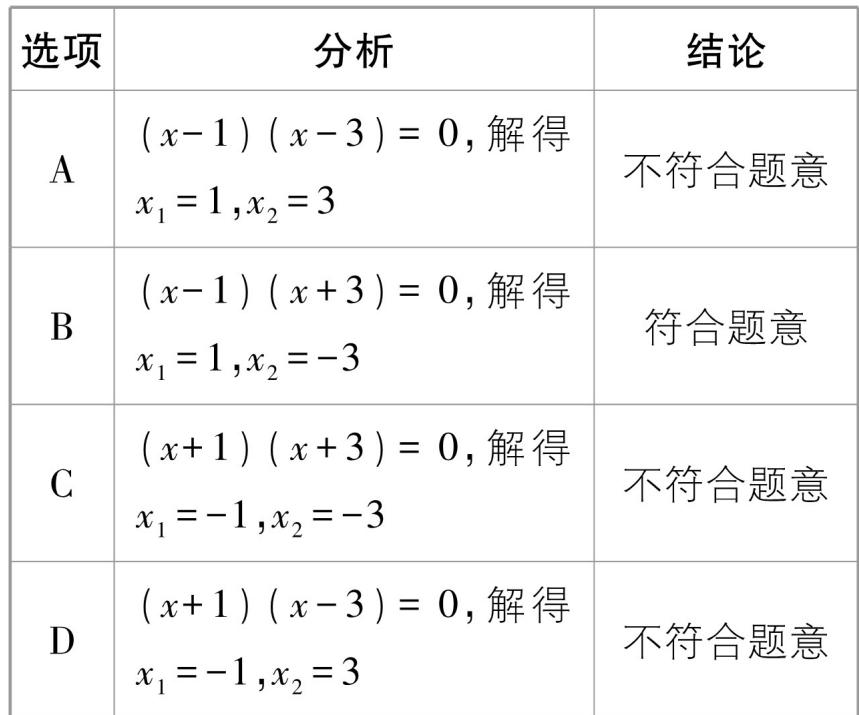 选项 分析 结论
A (x-1)(x-3)= 0,解得 不符合题意
x₁=1,x₂=3
B (x-1)(x+3)= 0,解得 符合题意
x₁=1,x₂=-3
C (x+1)(x+3)= 0,解得 不符合题意
x₁=-1,x₂=-3
D (x+1)(x-3)= 0,解得 不符合题意
x₁=-1,x₂=3